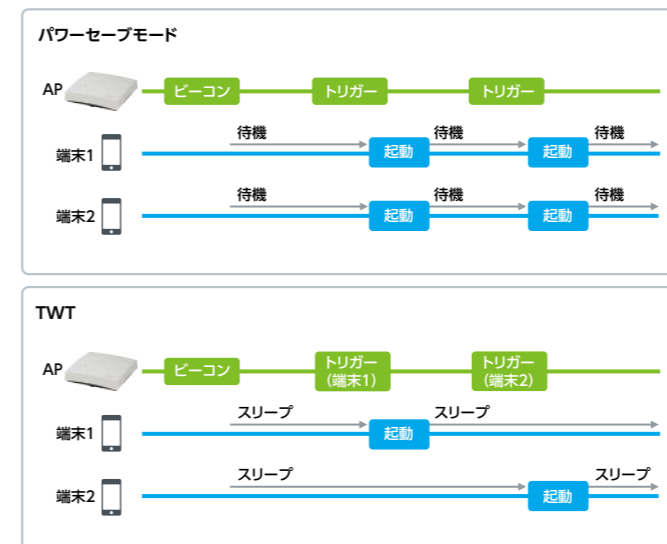 パワーセーブモード
AP ビーコン トリガー トリガー
待機 待機 待機
端末1 起動 起動
待機 待機 待機
端末2 起動 起動
TWT
AP ビーコン トリガー (端末1) トリガー (端末2)
スリープ スリープ
端末1 起動
スリープ スリープ
端末2 起動